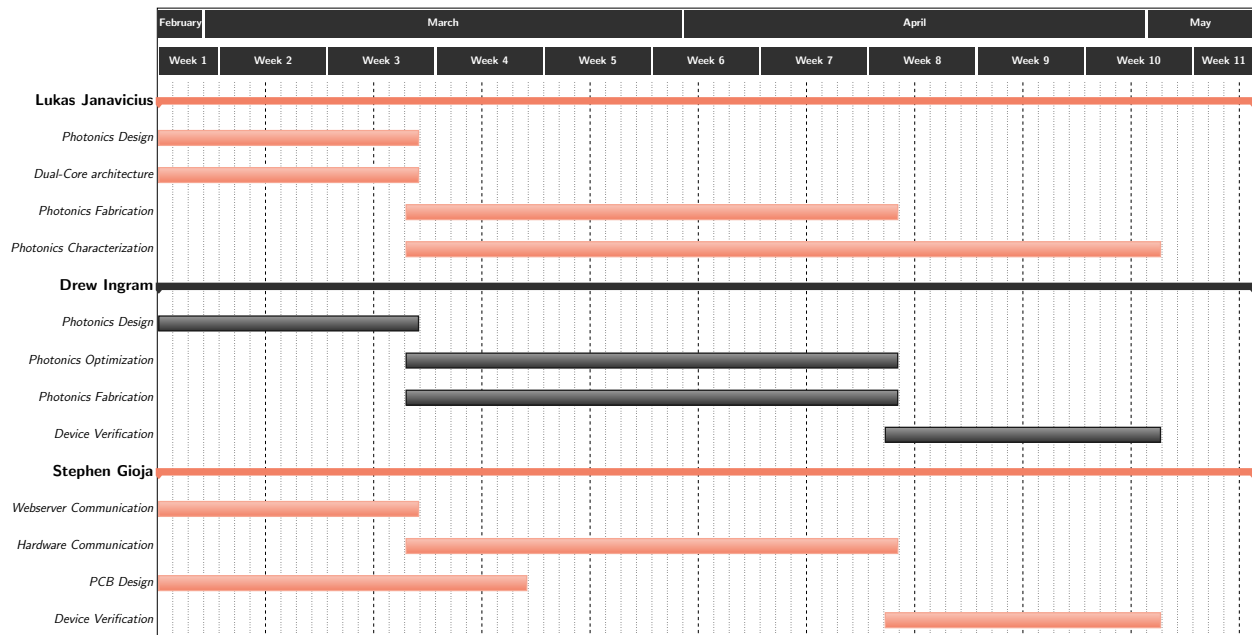 February March April May
Week 1 Week 2 Week 3 Week 4 Week 5 Week 6 Week 7 Week 8 Week 9 Week 10 Week 11
Lukas Janavicius
Photonics Design
Dual-Core architecture
Photonics Fabrication
Photonics Characterization
Drew Ingram
Photonics Design
Photonics Optimization
Photonics Fabrication
Device Verification
Stephen Gioja
Webserver Communication
Hardware Communication
PCB Design
Device Verification